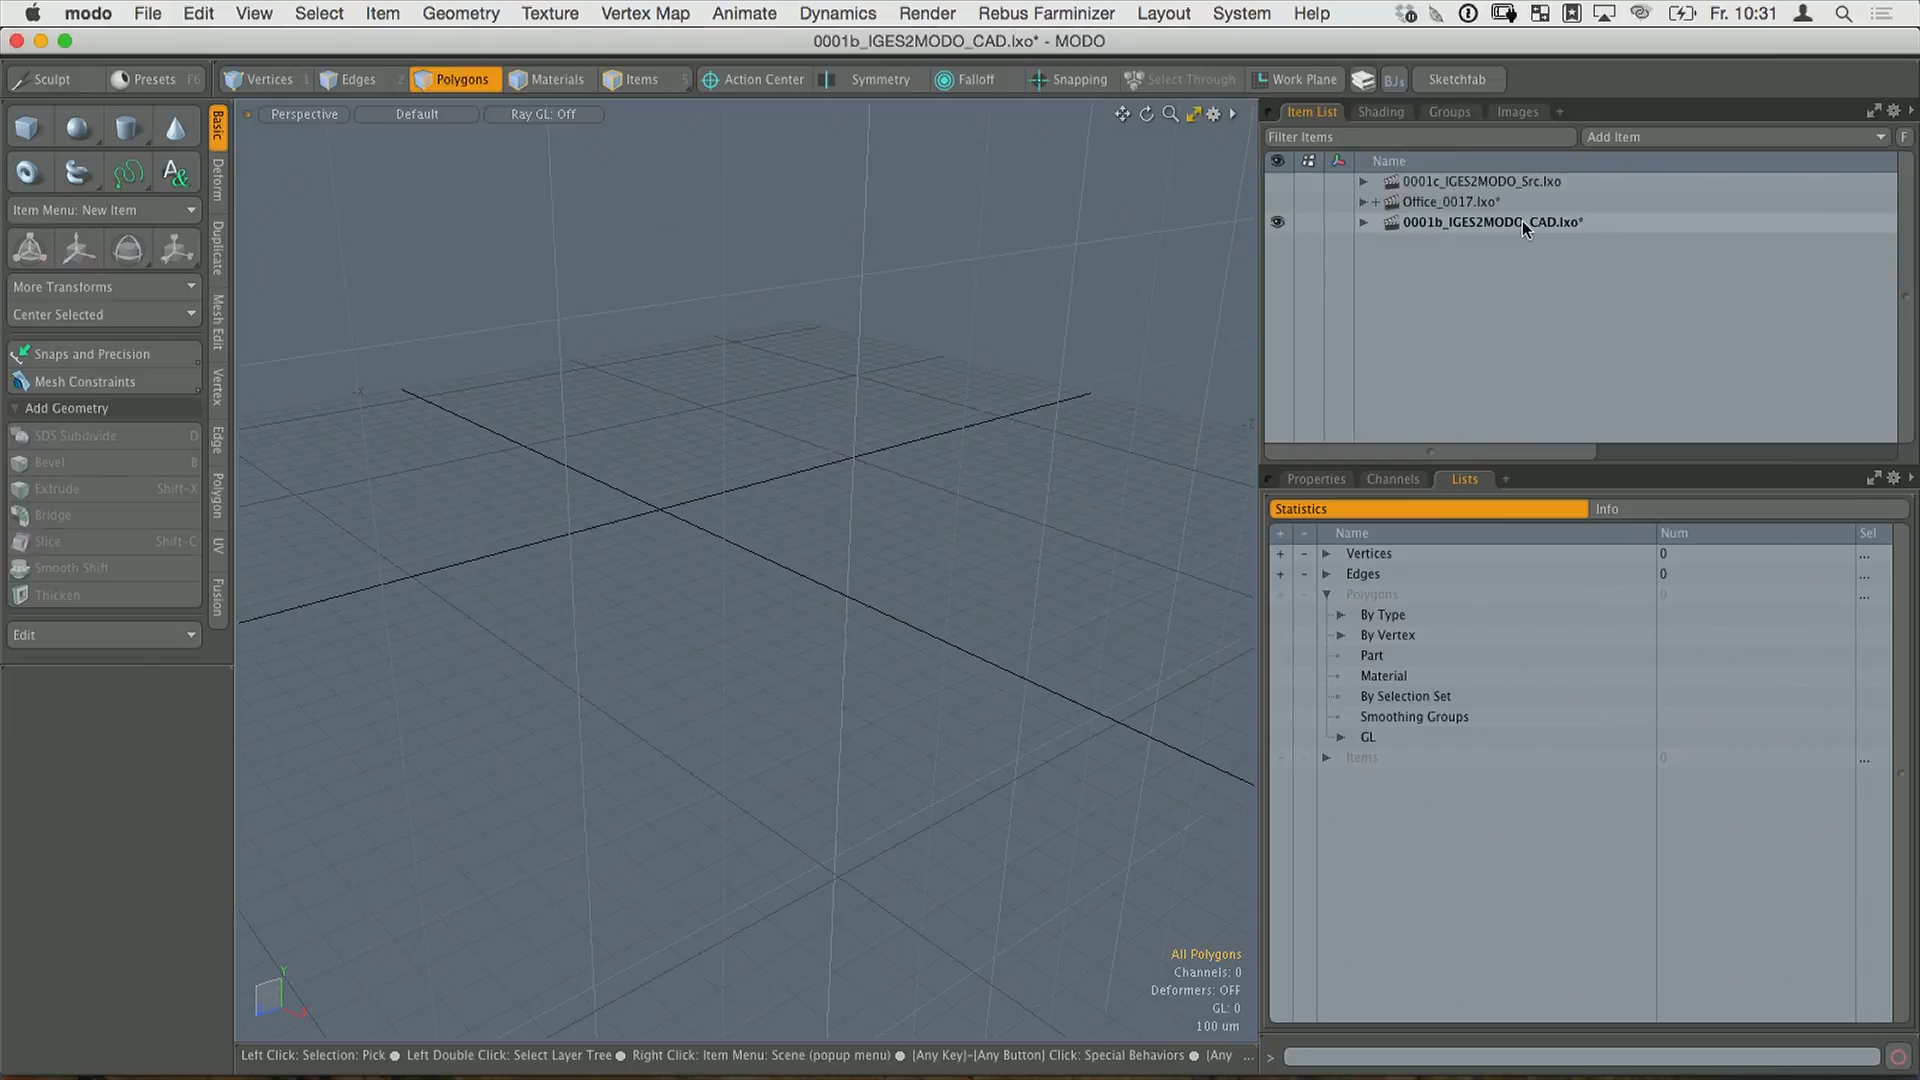 modo File Edit View Select Item Geometry Texture Vertex Map Animate Dynamics Render Rebus Farminizer Layout System Help Fr. 10:31
0001b_IGES2MODO_CAD.lxo* - MODO
Sculpt Presets F6 Vertices 1 Edges 2 Polygons Materials Items 5 Action Center Symmetry Falloff Snapping Select Through Work Plane BJs Sketchfab
Perspective Default Ray GL: Off
Item List Shading Groups Images +
Filter Items Add Item F
Name
0001c_IGES2MODO_Src.lxo
Office_0017.lxo*
0001b_IGES2MODO_CAD.lxo*
Basic
Deform
Duplicate
Mesh Edit
Vertex
Edge
Polygon
UV
Fusion
Item Menu: New Item
More Transforms
Center Selected
Snaps and Precision
Mesh Constraints
Add Geometry
SDS Subdivide D
Bevel B
Extrude Shift-X
Bridge
Slice Shift-C
Smooth Shift
Thicken
Edit
-X
-Z
Y
Properties Channels Lists +
Statistics Info
+ - Name Num Sel
+ - Vertices 0 ...
+ - Edges 0 ...
+ - Polygons 0 ...
By Type
By Vertex
Part
Material
By Selection Set
Smoothing Groups
GL
+ - Items 0 ...
All Polygons
Channels: 0
Deformers: OFF
GL: 0
100 um
Left Click: Selection: Pick ● Left Double Click: Select Layer Tree ● Right Click: Item Menu: Scene (popup menu) ● [Any Key]-[Any Button] Click: Special Behaviors ● [Any ...
>